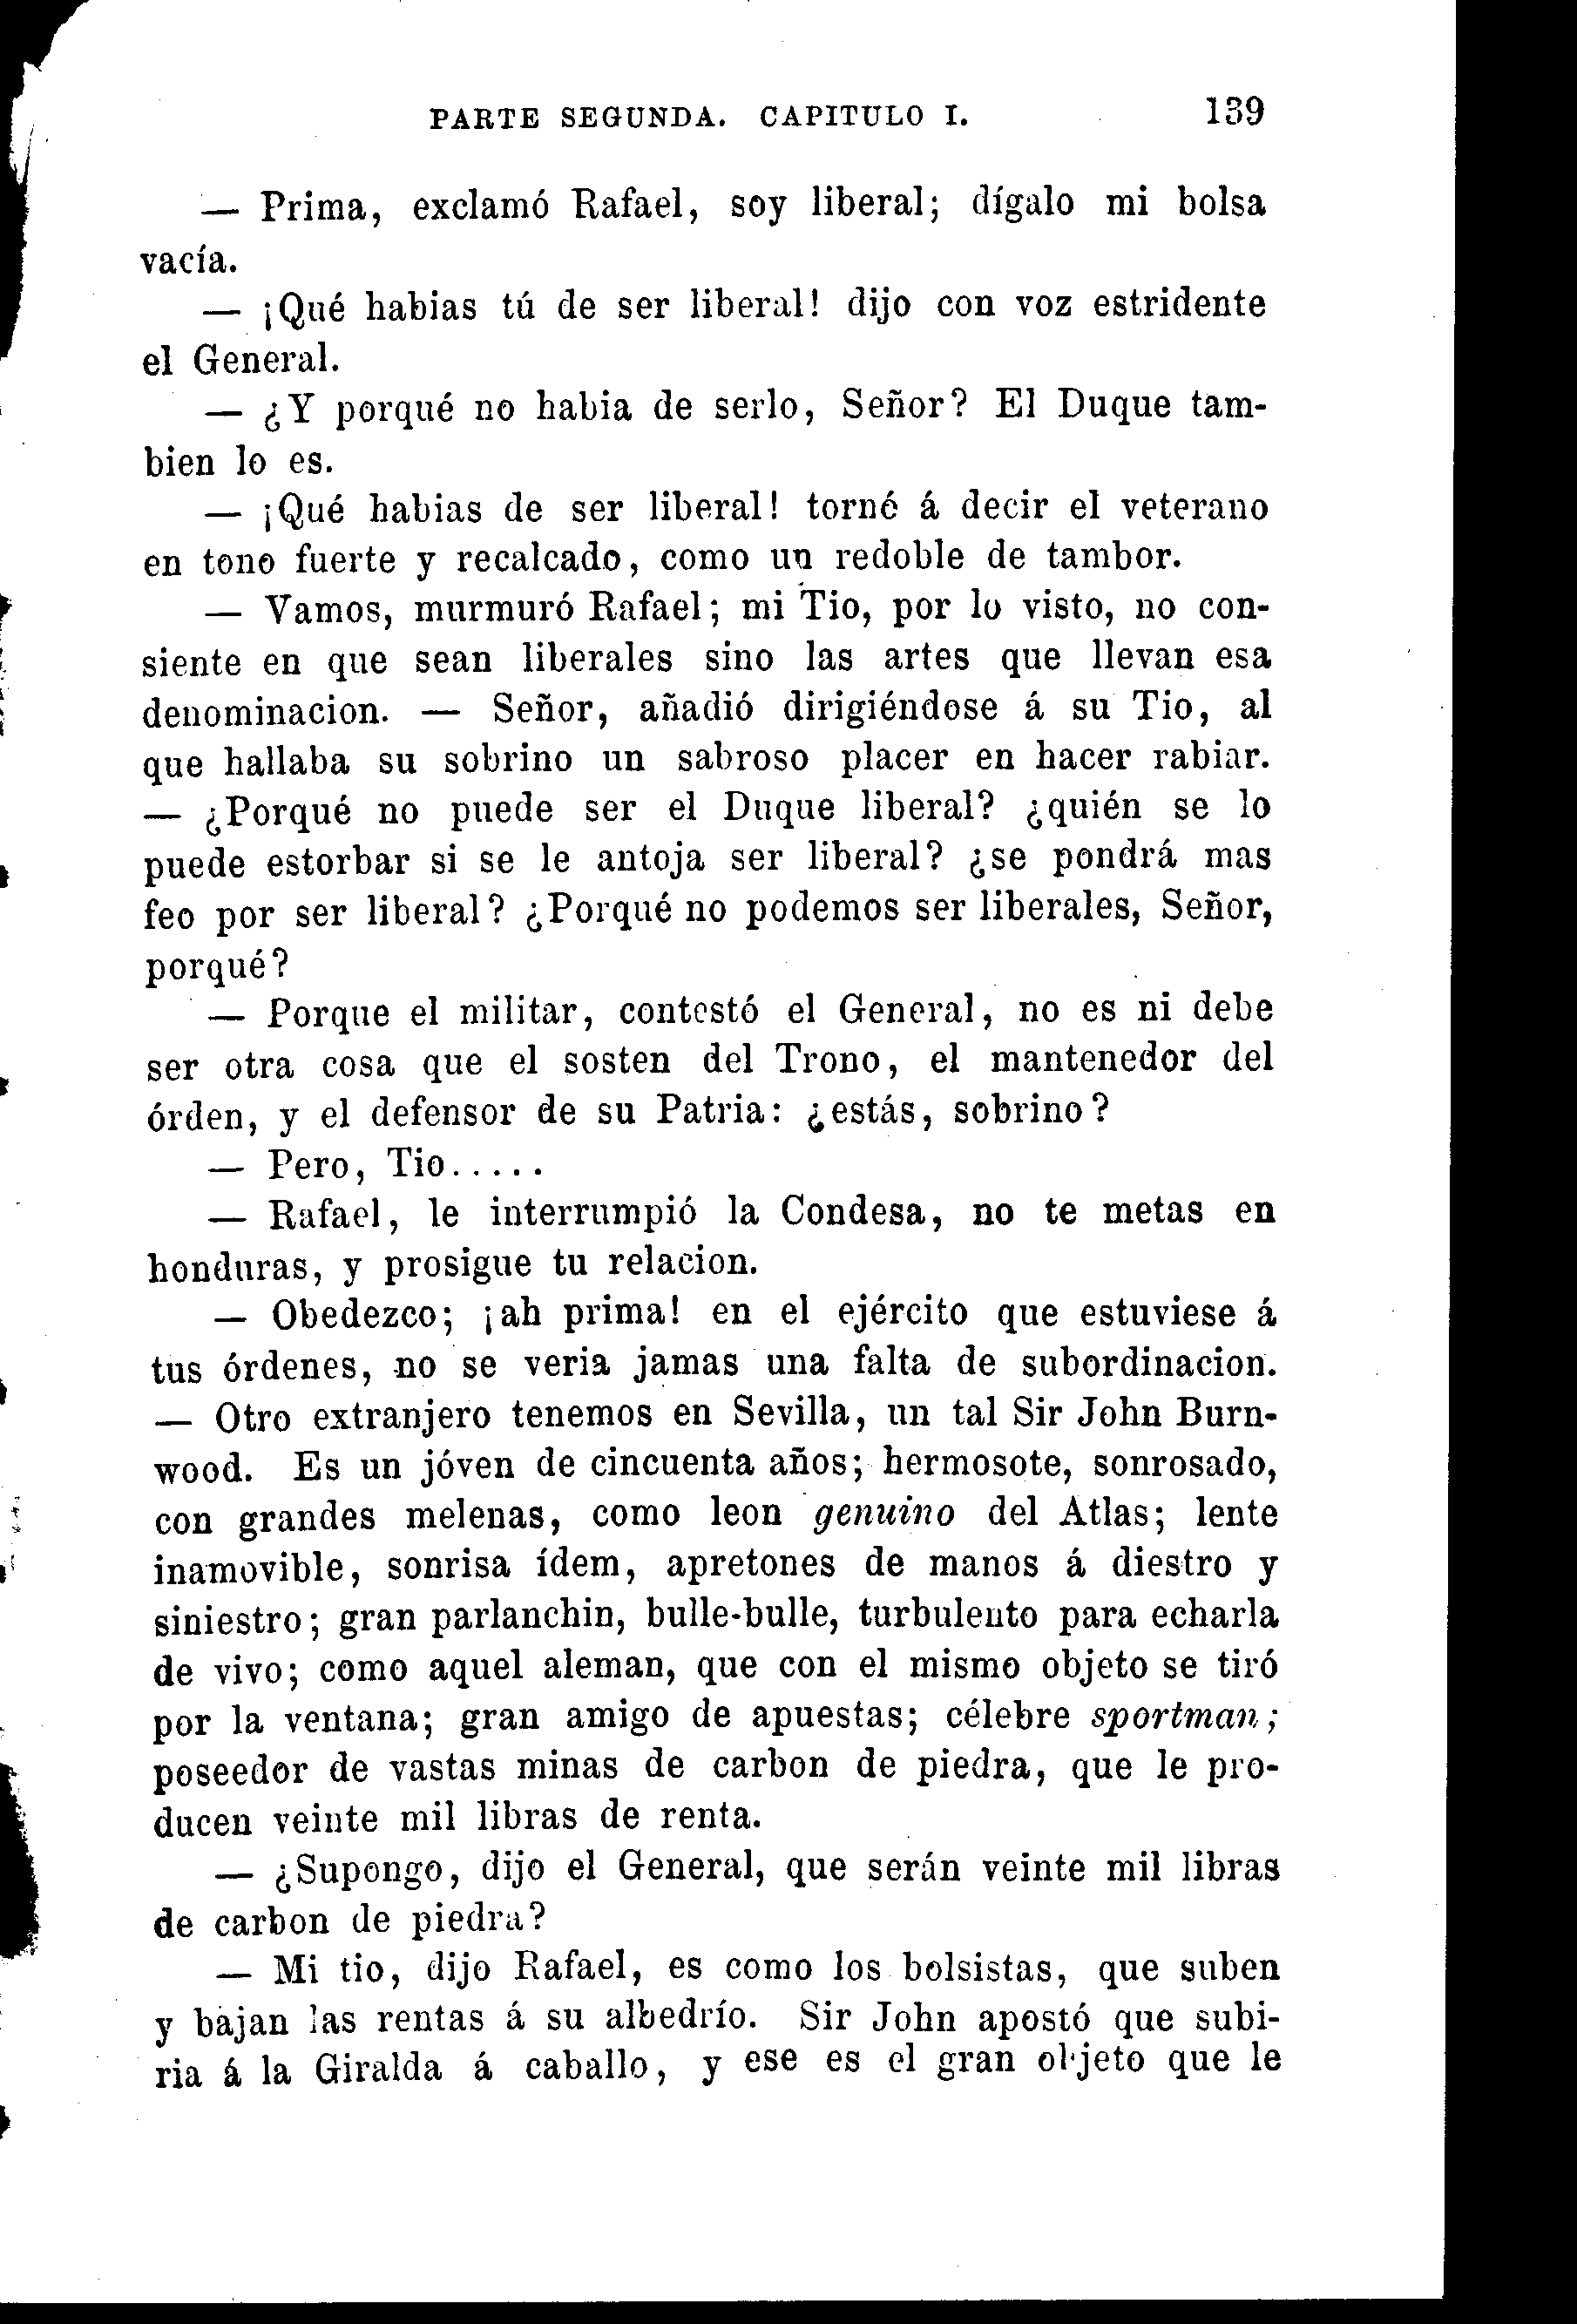 PARTE SEGUNDA. CAPITULO I. 139
— Prima, exclamó Rafael, soy liberal; dígalo mi bolsa
vacía.
— ¡Qué habias tú de ser liberal! dijo con voz estridente
el General.
— ¿Y porqué no habia de serlo, Señor? El Duque tam-
bien lo es.
— ¡Qué habias de ser liberal! tornó á decir el veterano
en tono fuerte y recalcado, como un redoble de tambor.
— Vamos, murmuró Rafael; mi Tio, por lo visto, no con-
siente en que sean liberales sino las artes que llevan esa
denominacion. — Señor, añadió dirigiéndose á su Tio, al
que hallaba su sobrino un sabroso placer en hacer rabiar.
— ¿Porqué no puede ser el Duque liberal? ¿quién se lo
puede estorbar si se le antoja ser liberal? ¿se pondrá mas
feo por ser liberal? ¿Porqué no podemos ser liberales, Señor,
porqué?
— Porque el militar, contestó el General, no es ni debe
ser otra cosa que el sosten del Trono, el mantenedor del
órden, y el defensor de su Patria: ¿estás, sobrino?
— Pero, Tio.....
— Rafael, le interrumpió la Condesa, no te metas en
honduras, y prosigue tu relacion.
— Obedezco; ¡ah prima! en el ejército que estuviese á
tus órdenes, no se veria jamas una falta de subordinacion.
— Otro extranjero tenemos en Sevilla, un tal Sir John Burn-
wood. Es un jóven de cincuenta años; hermosote, sonrosado,
con grandes melenas, como leon genuino del Atlas; lente
inamovible, sonrisa ídem, apretones de manos á diestro y
siniestro; gran parlanchin, bulle-bulle, turbulento para echarla
de vivo; como aquel aleman, que con el mismo objeto se tiró
por la ventana; gran amigo de apuestas; célebre sportman;
poseedor de vastas minas de carbon de piedra, que le pro-
ducen veinte mil libras de renta.
— ¿Supongo, dijo el General, que serán veinte mil libras
de carbon de piedra?
— Mi tio, dijo Rafael, es como los bolsistas, que suben
y bajan las rentas á su albedrío. Sir John apostó que subi-
ria á la Giralda á caballo, y ese es el gran objeto que le